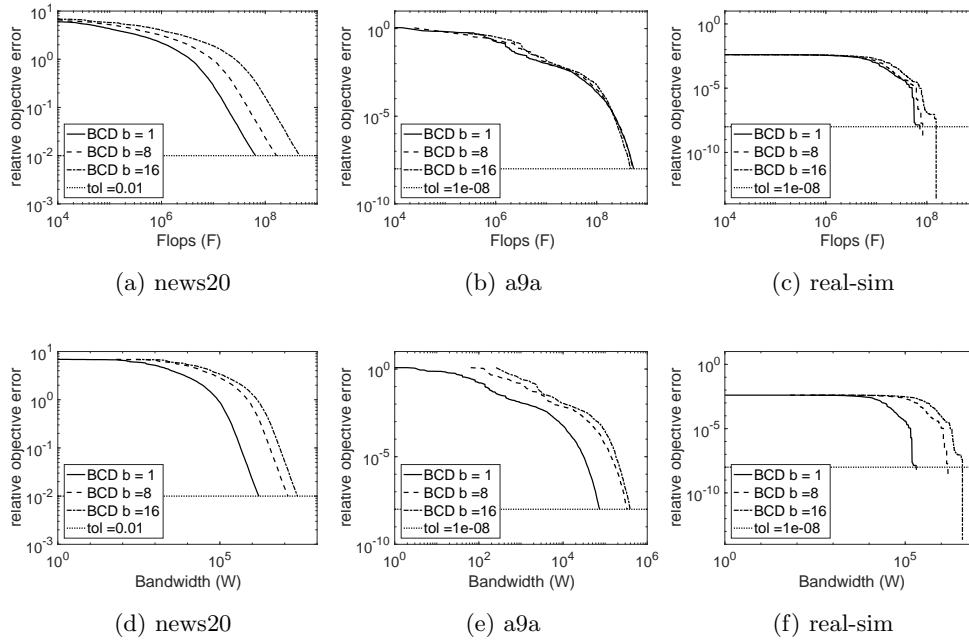 relative objective error
10^1
10^0
10^-1
10^-2
10^-3
BCD b = 1
BCD b =8
BCD b =16
tol =0.01
10^4 10^6 10^8
Flops (F)
(a) news20
relative objective error
10^0
10^-5
10^-10
BCD b = 1
BCD b =8
BCD b =16
tol =1e-08
10^4 10^6 10^8
Flops (F)
(b) a9a
relative objective error
10^0
10^-5
10^-10
BCD b = 1
BCD b =8
BCD b =16
tol =1e-08
10^4 10^6 10^8
Flops (F)
(c) real-sim
relative objective error
10^1
10^0
10^-1
10^-2
10^-3
BCD b = 1
BCD b =8
BCD b =16
tol =0.01
10^0 10^5
Bandwidth (W)
(d) news20
relative objective error
10^0
10^-5
10^-10
BCD b = 1
BCD b =8
BCD b =16
tol =1e-08
10^0 10^2 10^4 10^6
Bandwidth (W)
(e) a9a
relative objective error
10^0
10^-5
10^-10
BCD b = 1
BCD b =8
BCD b =16
tol =1e-08
10^0 10^5
Bandwidth (W)
(f) real-sim